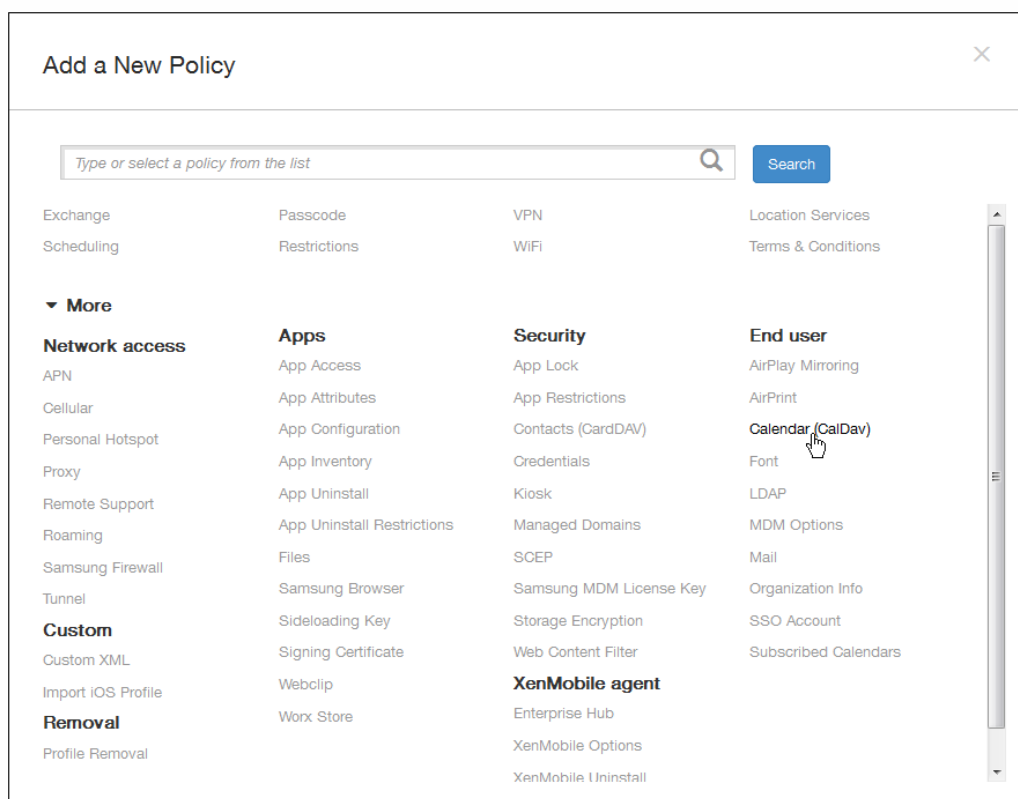 Add a New Policy
Type or select a policy from the list
Search
Exchange
Passcode
VPN
Location Services
Scheduling
Restrictions
WiFi
Terms & Conditions
More
Network access
APN
Cellular
Personal Hotspot
Proxy
Remote Support
Roaming
Samsung Firewall
Tunnel
Custom
Custom XML
Import iOS Profile
Removal
Profile Removal
Apps
App Access
App Attributes
App Configuration
App Inventory
App Uninstall
App Uninstall Restrictions
Files
Samsung Browser
Sideloading Key
Signing Certificate
Webclip
Worx Store
Security
App Lock
App Restrictions
Contacts (CardDAV)
Credentials
Kiosk
Managed Domains
SCEP
Samsung MDM License Key
Storage Encryption
Web Content Filter
XenMobile agent
Enterprise Hub
XenMobile Options
XenMobile Uninstall
End user
AirPlay Mirroring
AirPrint
Calendar (CalDav)
Font
LDAP
MDM Options
Mail
Organization Info
SSO Account
Subscribed Calendars